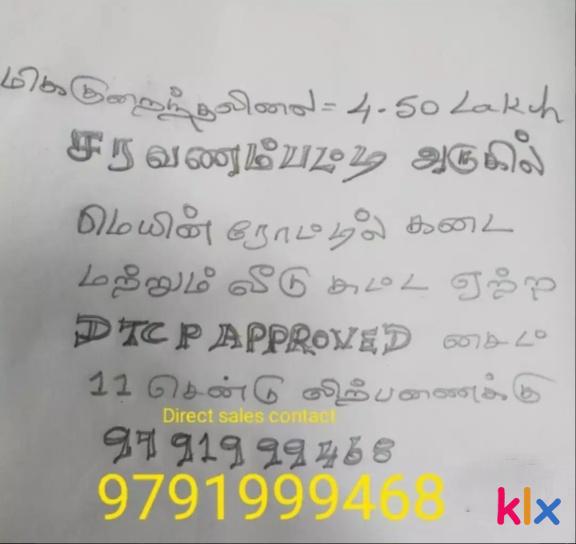 மிககுறைந்தவிலை = 4.50 Lakh
சரவணம்பட்டி அருகில்
மெயின் ரோட்டில் கடை
மற்றும் வீடு கட்ட ஏற்ற
DTCP APPROVED சைட்
11 செண்டு விற்பணைக்கு
Direct sales contact
9791999468
9791999468
klx